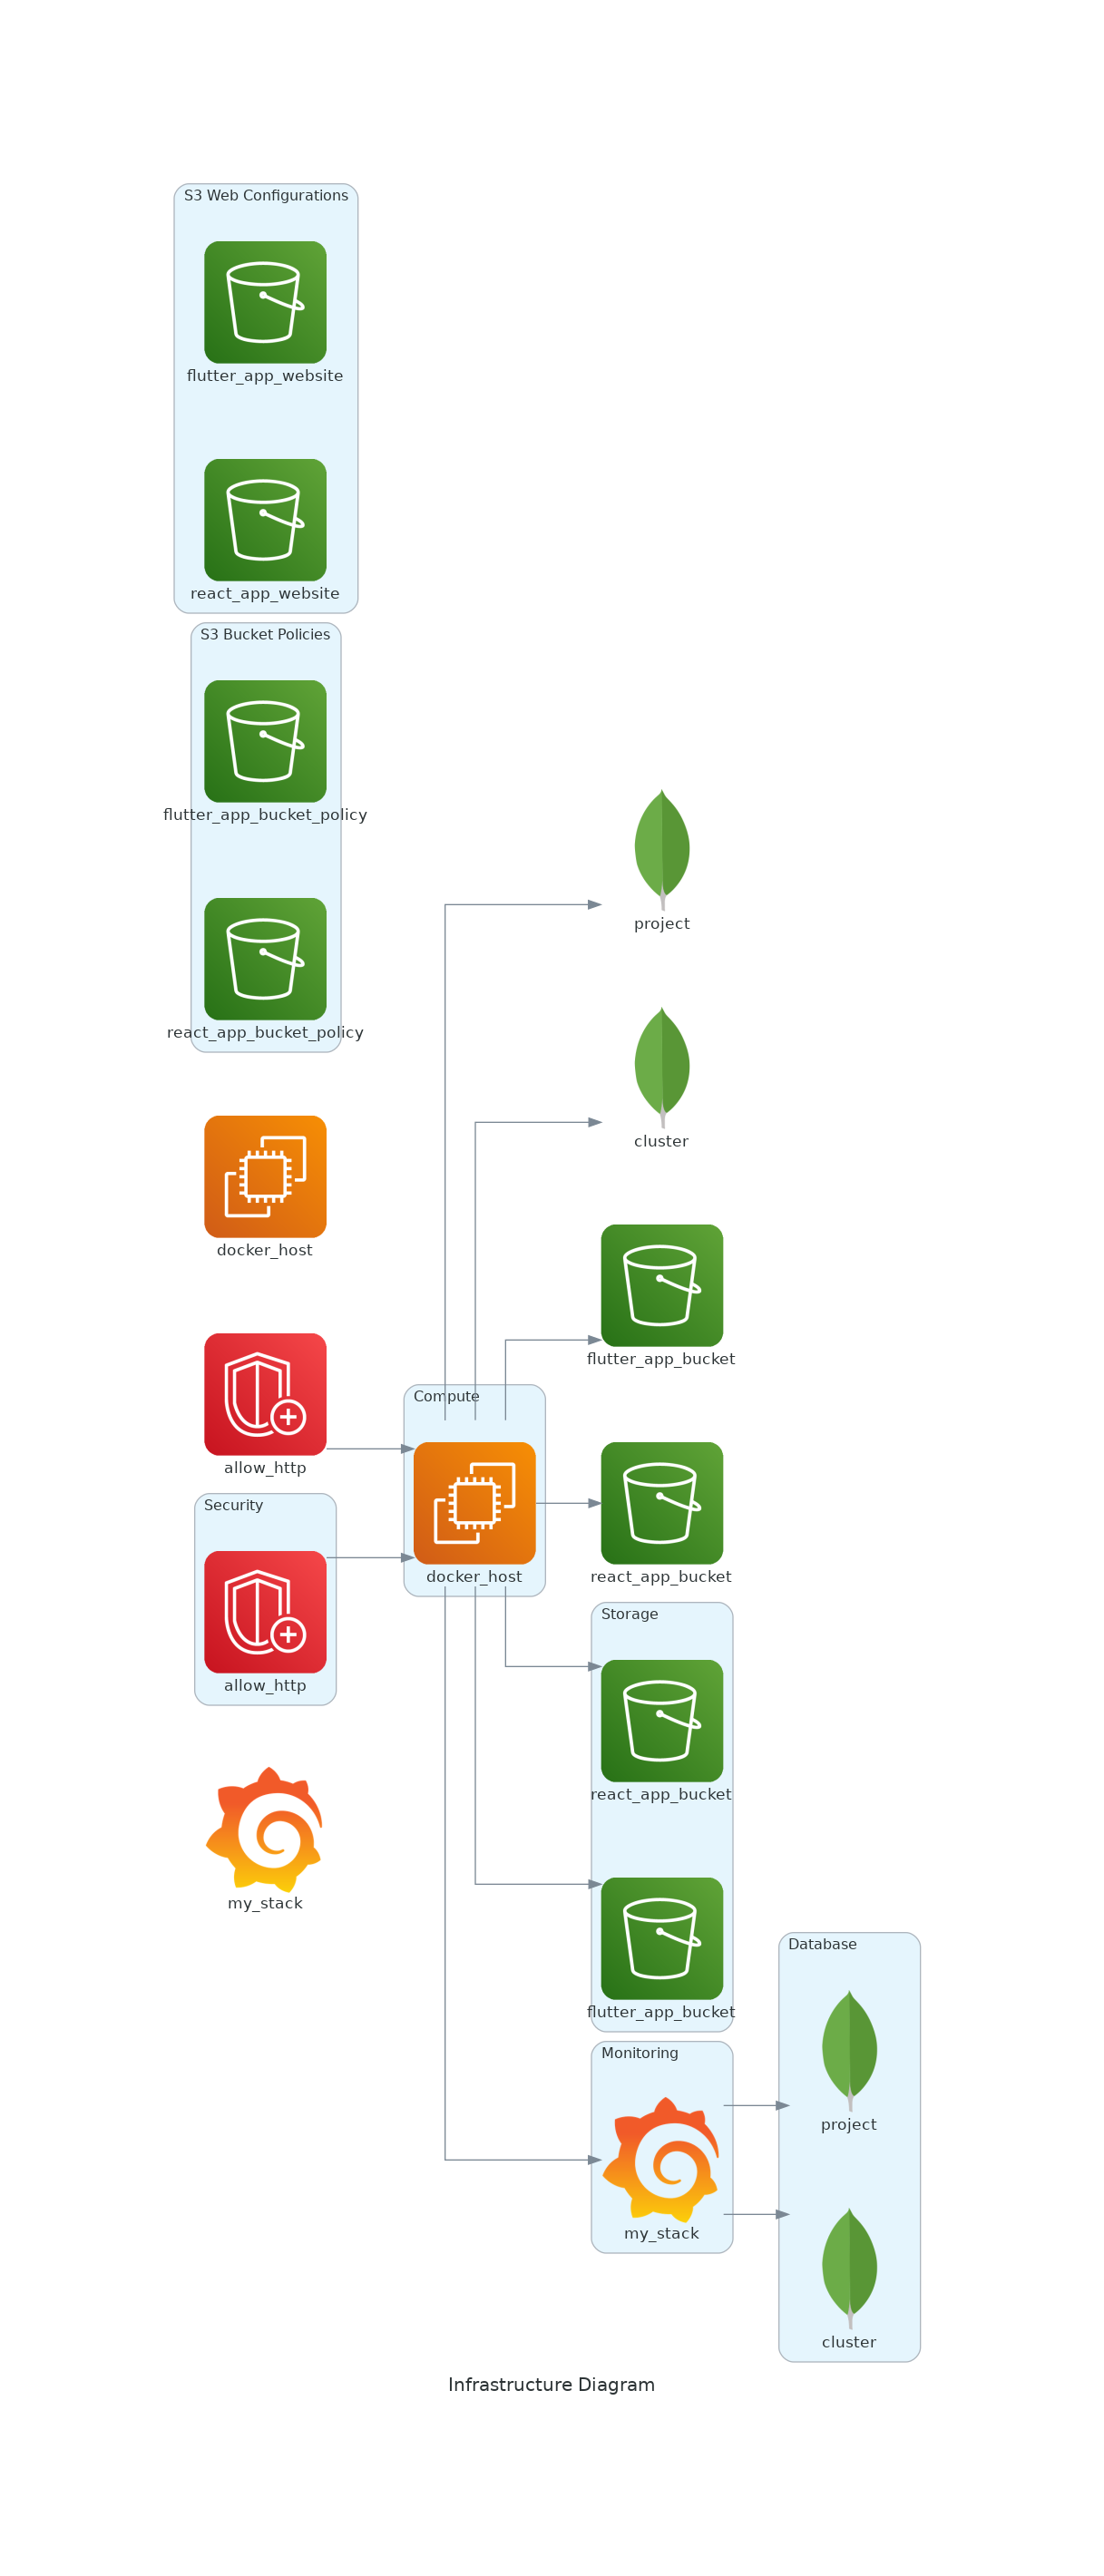 S3 Web Configurations
flutter_app_website
react_app_website
S3 Bucket Policies
flutter_app_bucket_policy
react_app_bucket_policy
docker_host
allow_http
Security
allow_http
my_stack
Compute
docker_host
project
cluster
flutter_app_bucket
react_app_bucket
Storage
react_app_bucket
flutter_app_bucket
Monitoring
my_stack
Database
project
cluster
Infrastructure Diagram